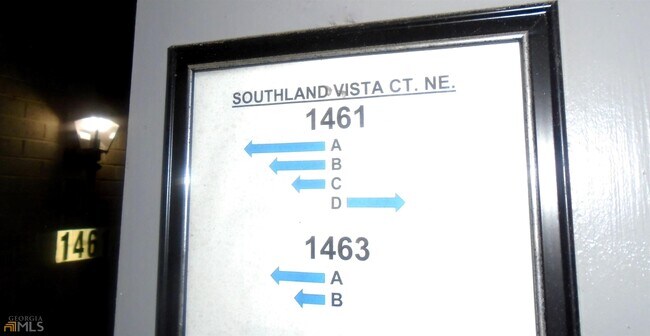 SOUTHLAND VISTA CT. NE.
1461
A
B
C
D
1463
A
B
146
GEORGIA
MLS